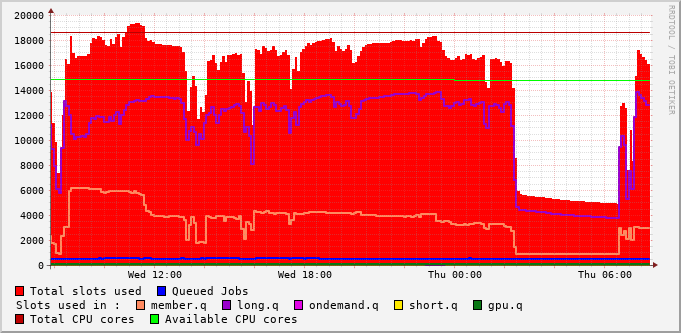 20000
18000
16000
14000
12000
10000
8000
6000
4000
2000
0
Wed 12:00 Wed 18:00 Thu 00:00 Thu 06:00
RRDTOOL / TOBI OETIKER
Total slots used Queued Jobs
Slots used in : member.q long.q ondemand.q short.q gpu.q
Total CPU cores Available CPU cores